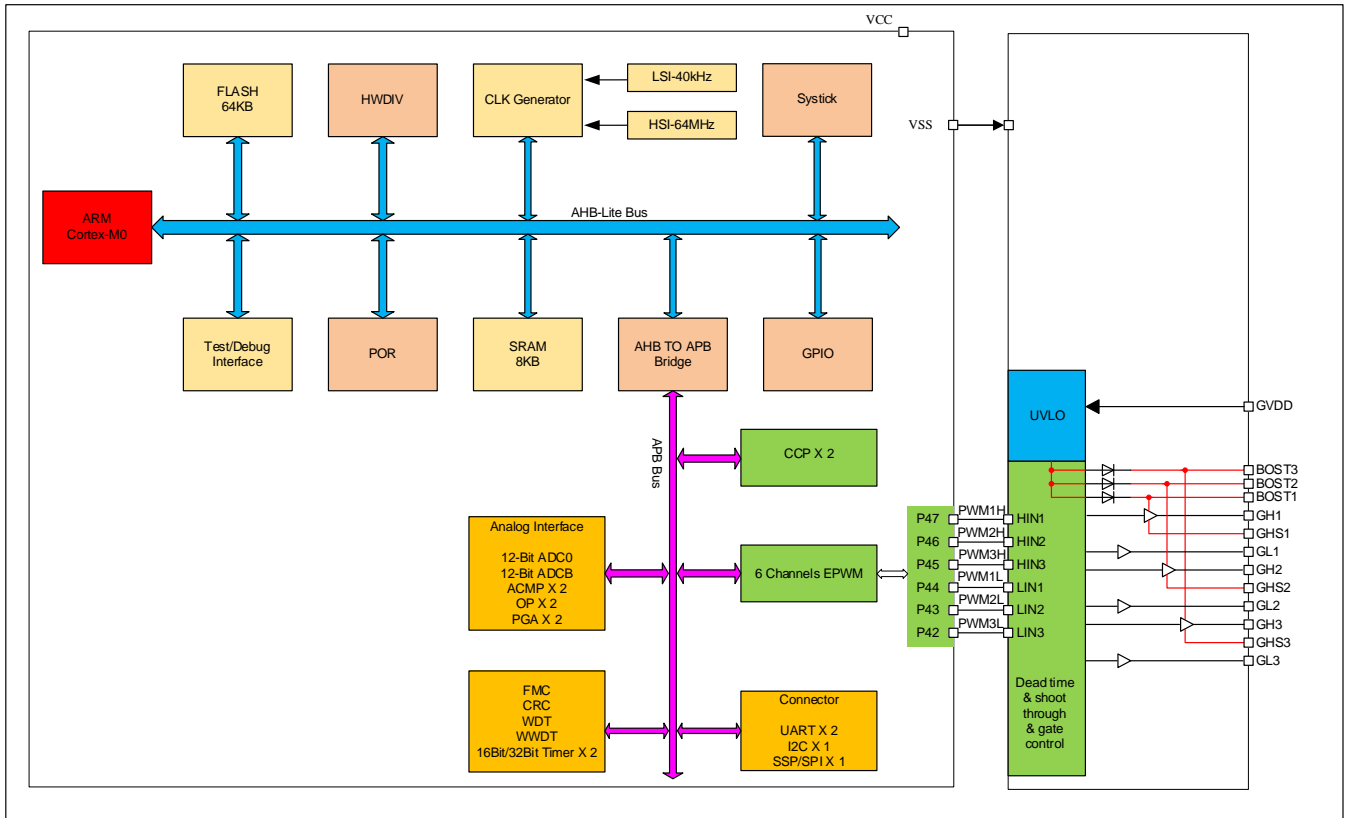 VCC
FLASH
64KB
HWDIV
CLK Generator
LSI-40kHz
HSI-64MHz
Systick
VSS
ARM
Cortex-M0
AHB-Lite Bus
Test/Debug
Interface
POR
SRAM
8KB
AHB TO APB
Bridge
GPIO
UVLO
GVDD
APB Bus
CCP X 2
BOST3
BOST2
BOST1
Analog Interface
12-Bit ADC0
12-Bit ADCB
ACMP X 2
OP X 2
PGA X 2
6 Channels EPWM
P47
PWM1H
HIN1
P46
PWM2H
HIN2
P45
PWM3H
HIN3
P44
PWM1L
LIN1
P43
PWM2L
LIN2
P42
PWM3L
LIN3
GH1
GHS1
GL1
GH2
GHS2
GL2
GH3
GHS3
GL3
Dead time
& shoot
through
& gate
control
FMC
CRC
WDT
WWDT
16Bit/32Bit Timer X 2
Connector
UART X 2
I2C X 1
SSP/SPI X 1